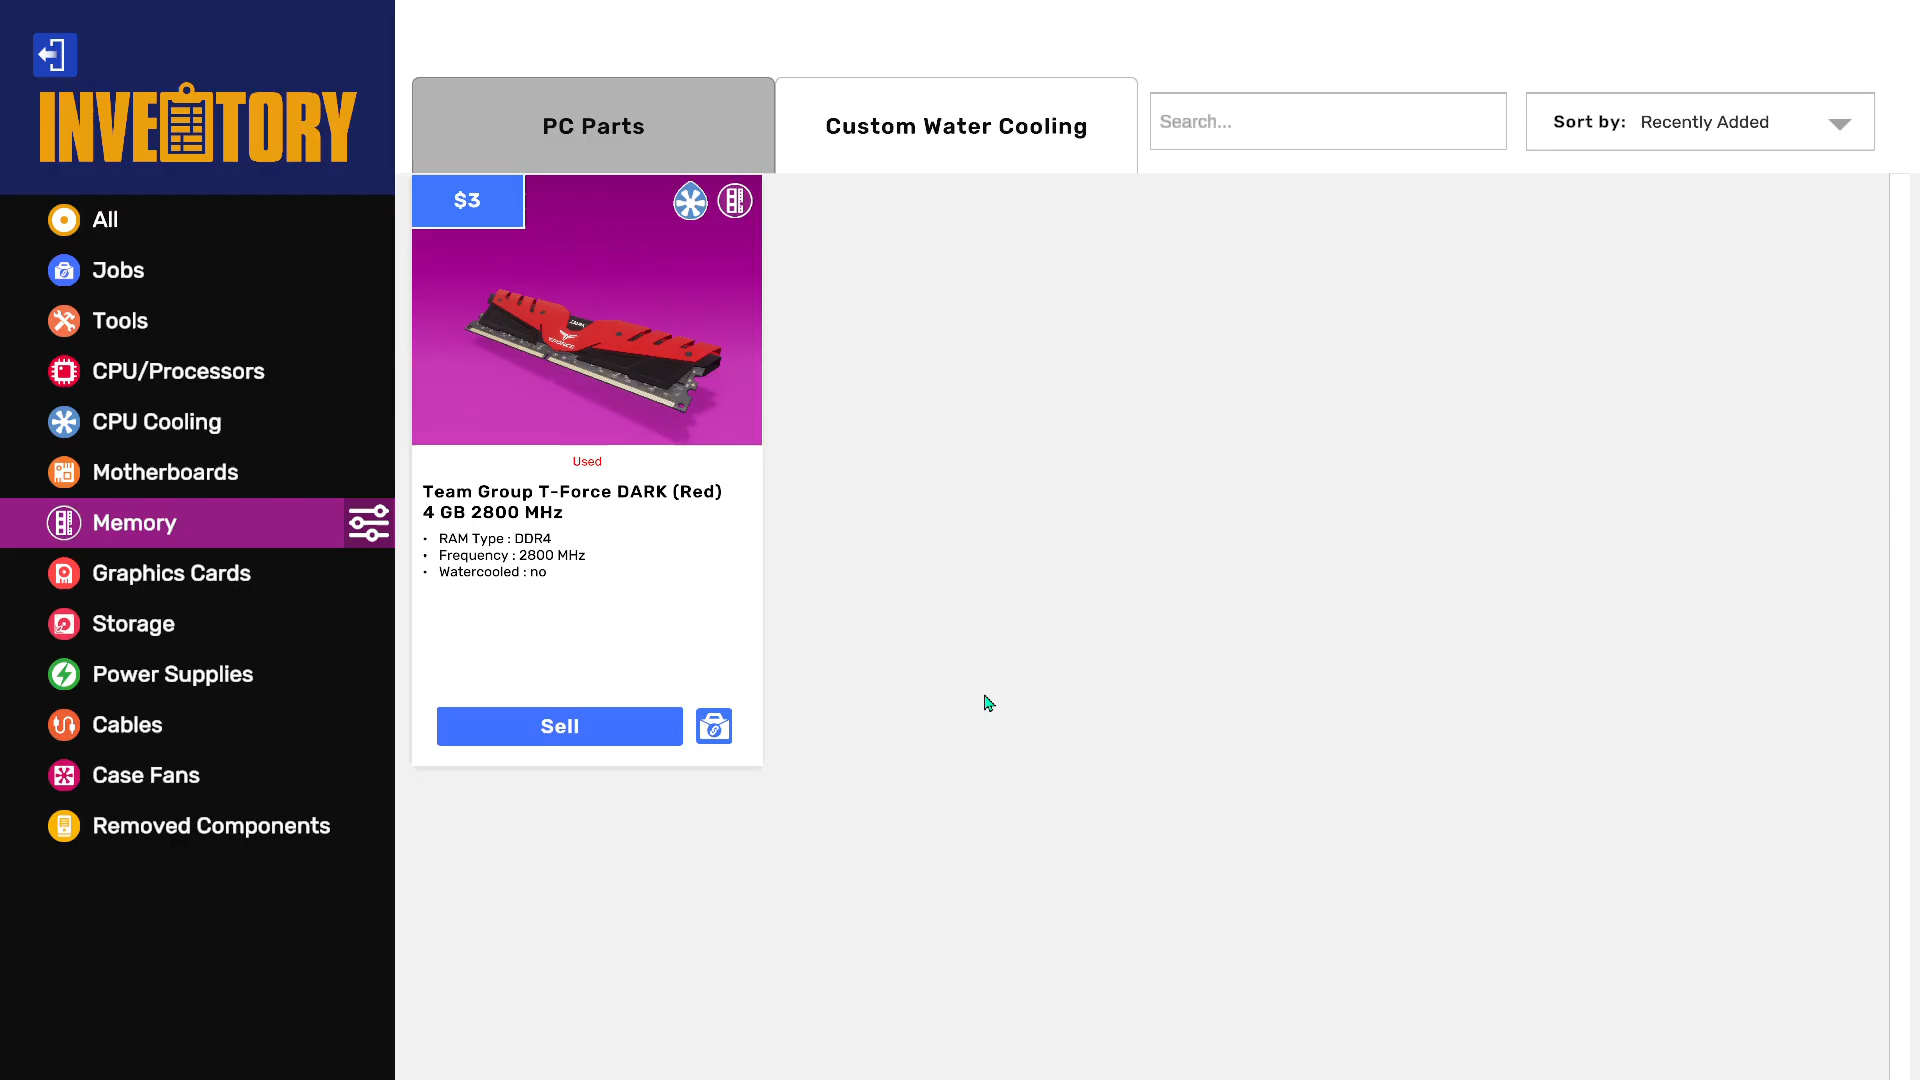 INVENTORY
PC Parts
Custom Water Cooling
Search...
Sort by: Recently Added
All
Jobs
Tools
CPU/Processors
CPU Cooling
Motherboards
Memory
Graphics Cards
Storage
Power Supplies
Cables
Case Fans
Removed Components
$3
Used
Team Group T-Force DARK (Red)
4 GB 2800 MHz
• RAM Type : DDR4
• Frequency : 2800 MHz
• Watercooled : no
Sell